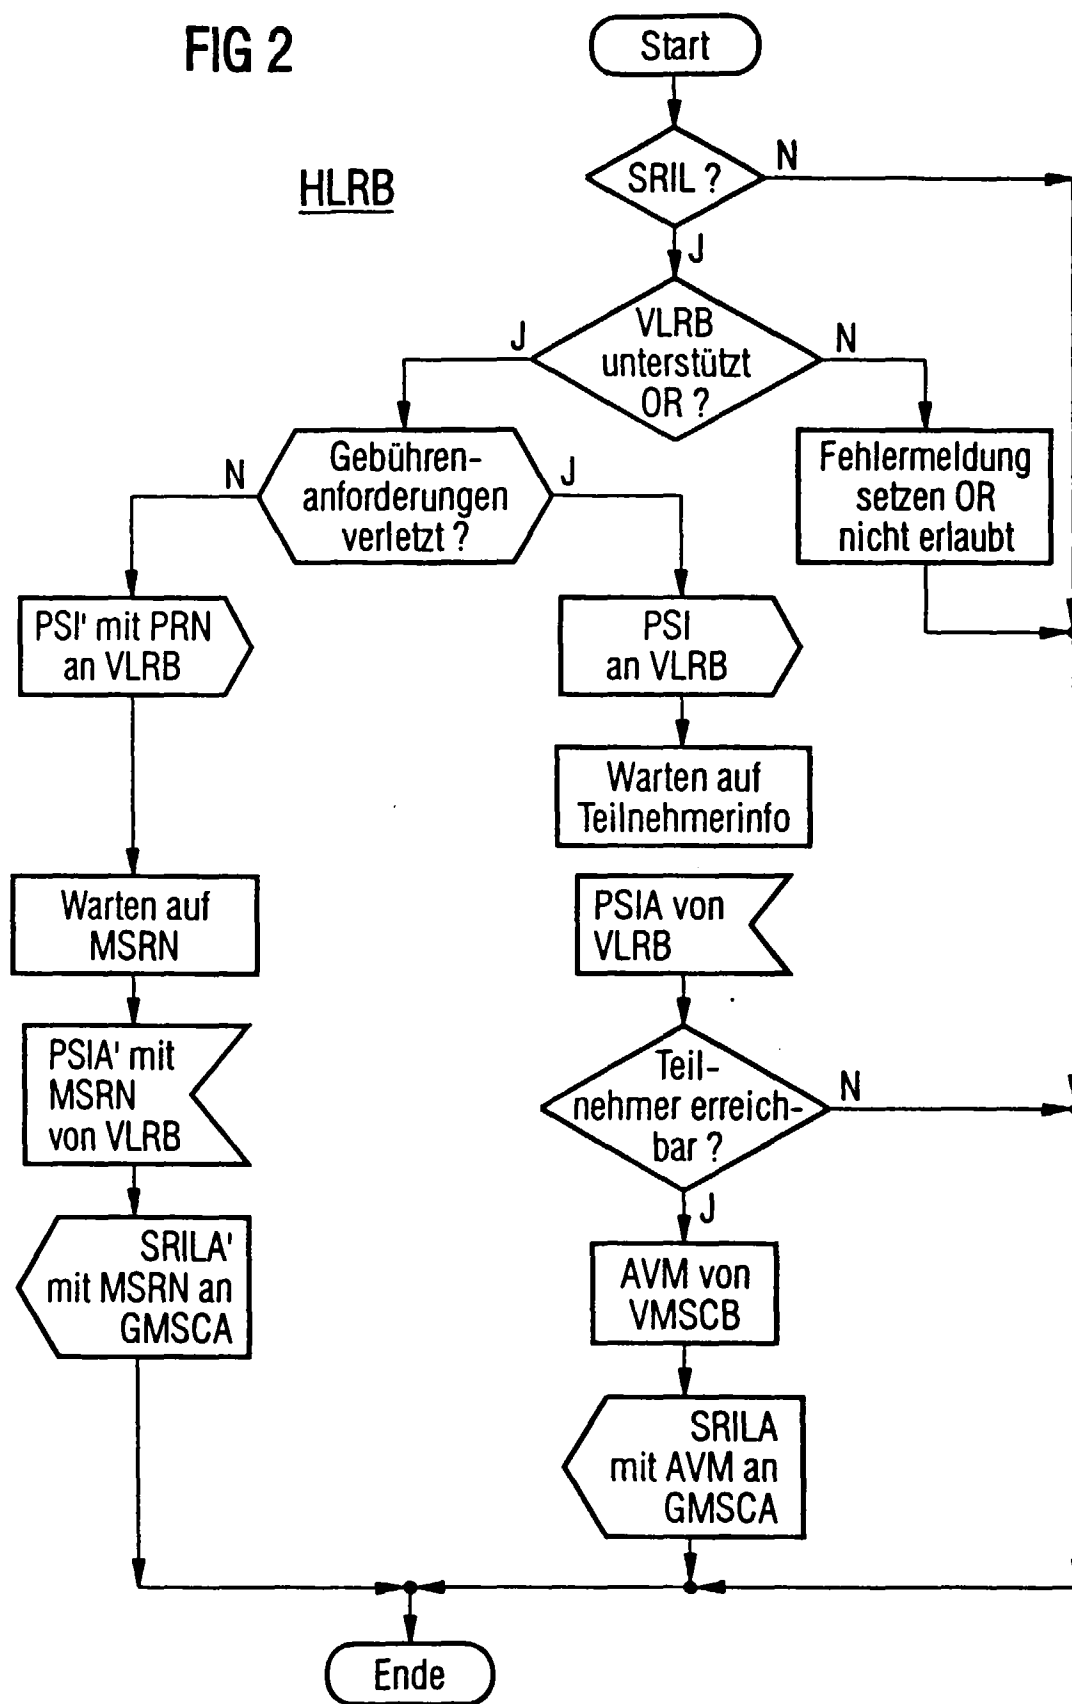 FIG 2
Start
HLRB
SRIL ?
N
J
VLRB
unterstützt
OR ?
J
N
Gebühren-
anforderungen
verletzt ?
N
J
Fehlermeldung
setzen OR
nicht erlaubt
PSI' mit PRN
an VLRB
PSI
an VLRB
Warten auf
Teilnehmerinfo
Warten auf
MSRN
PSIA von
VLRB
PSIA' mit
MSRN
von VLRB
Teil-
nehmer erreich-
bar ?
N
J
SRILA'
mit MSRN an
GMSCA
AVM von
VMSCB
SRILA
mit AVM an
GMSCA
Ende